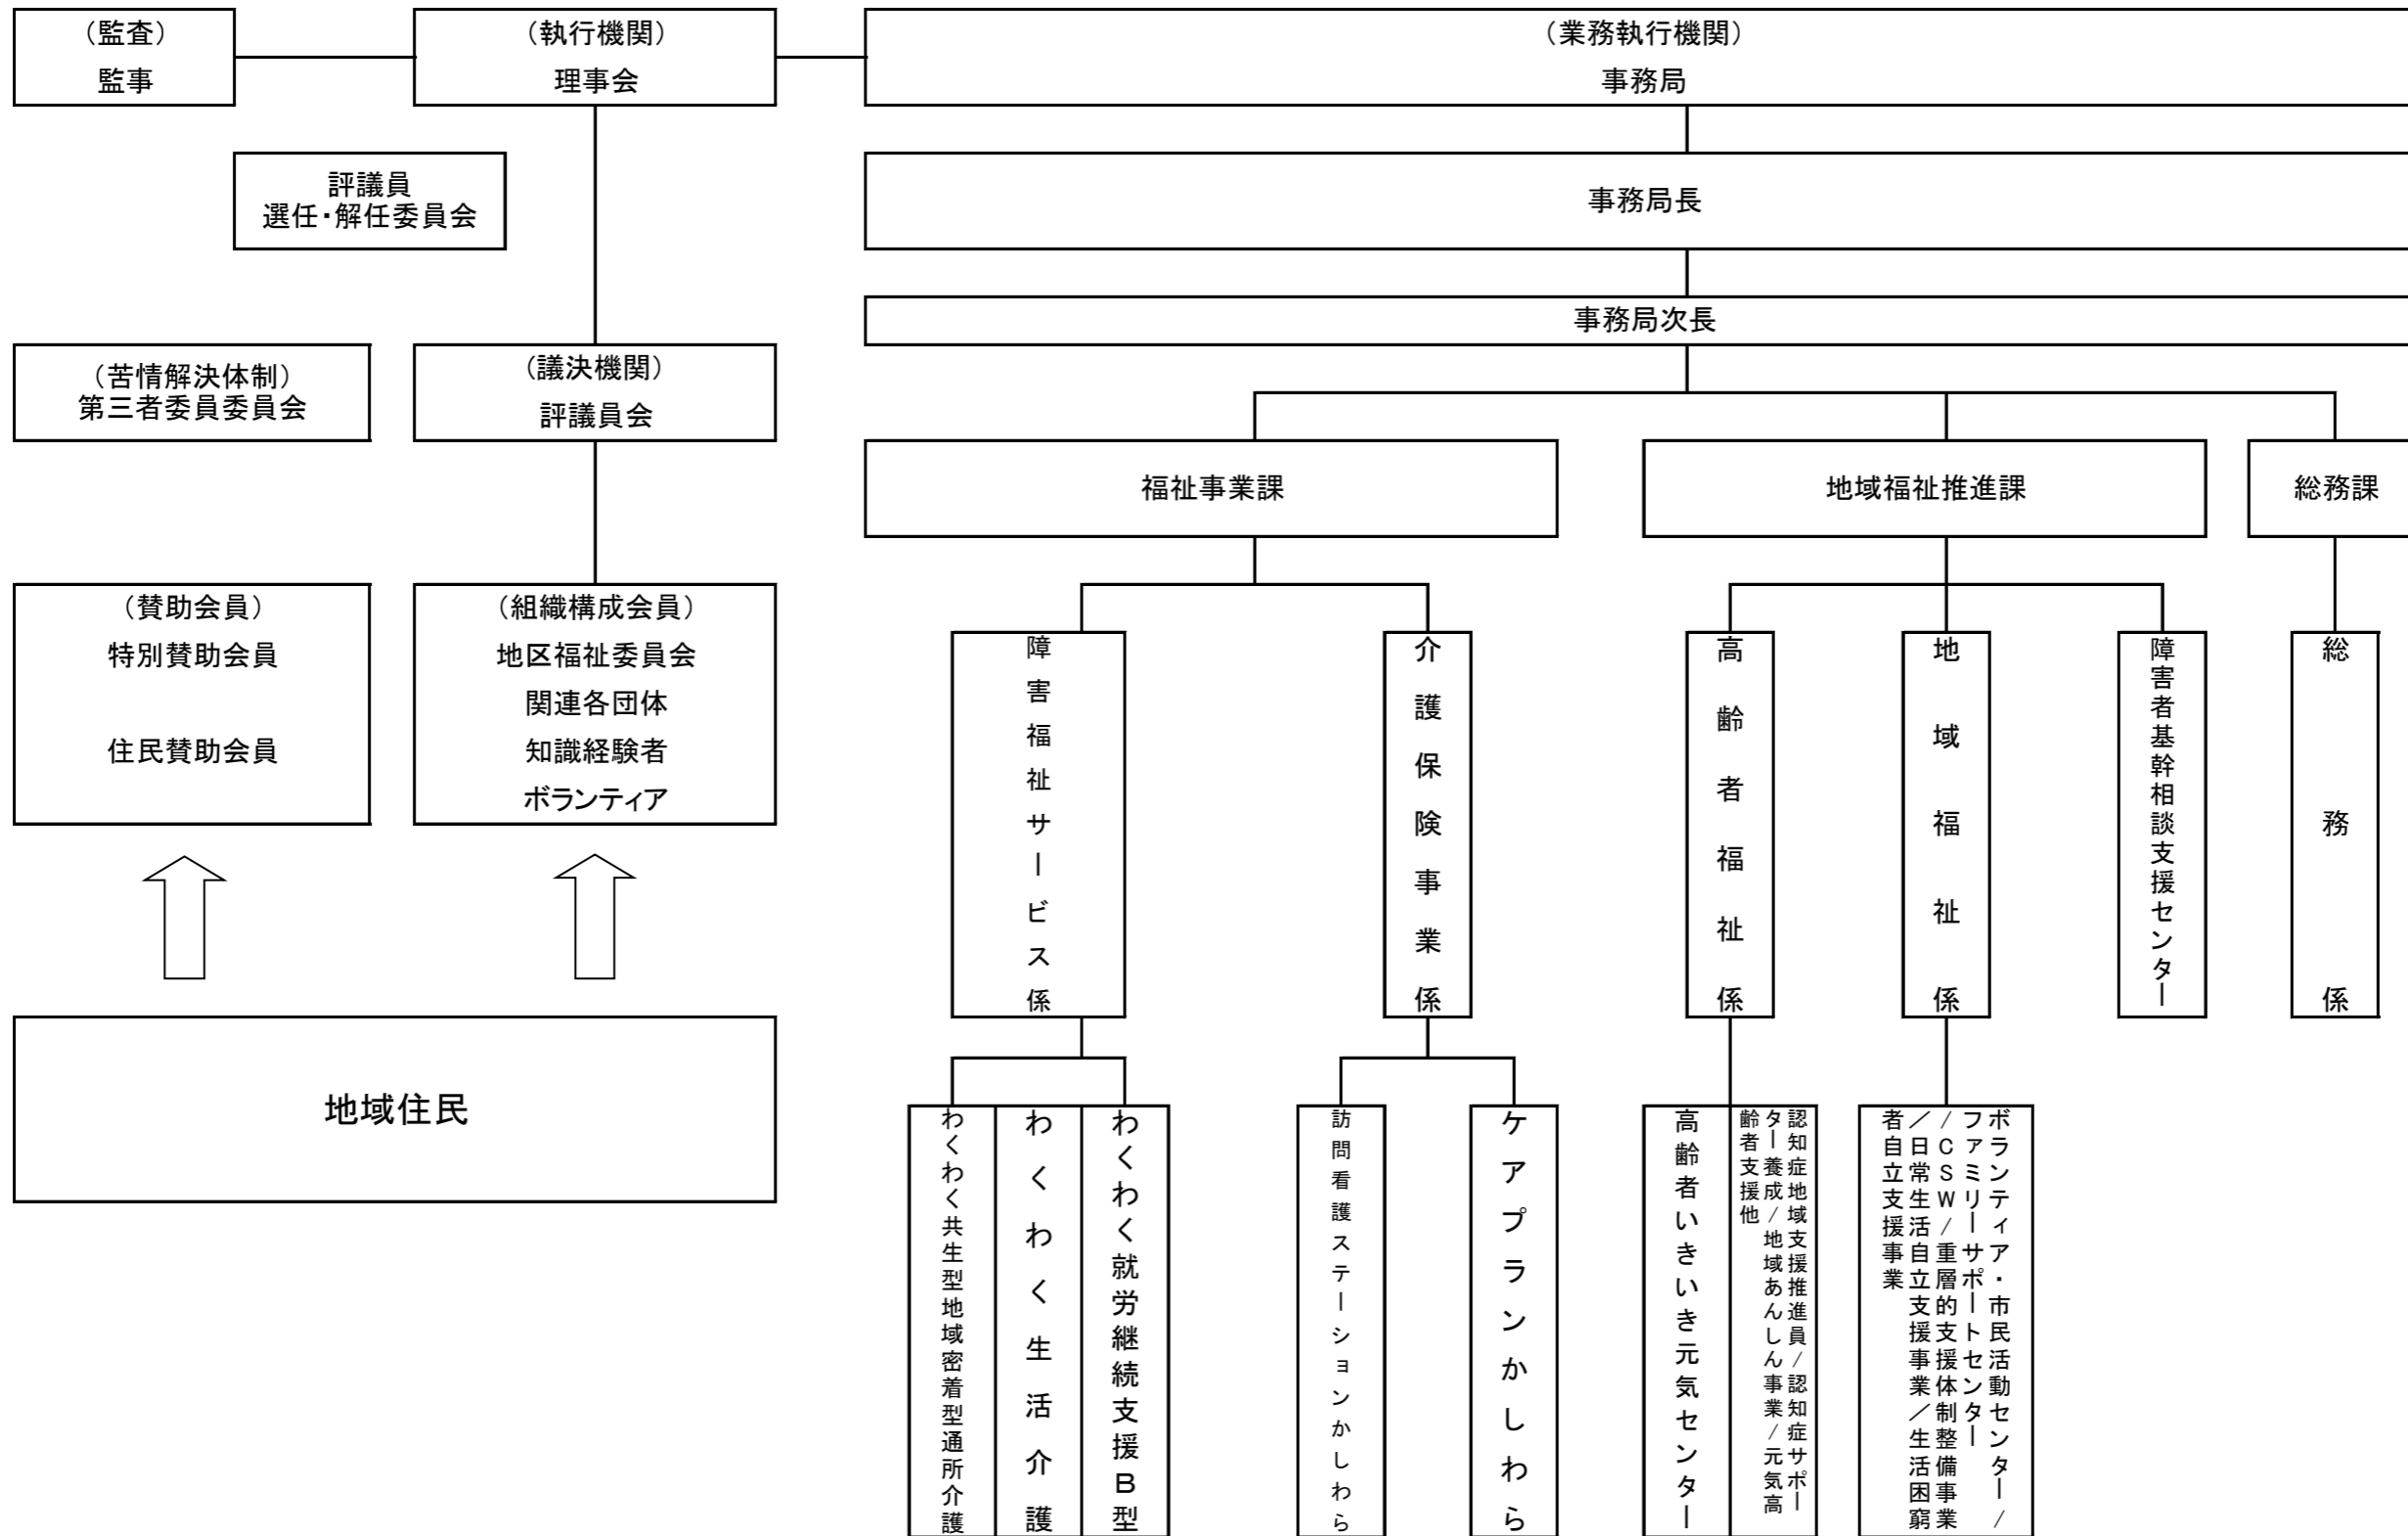 （監査）
監事
（執行機関）
理事会
（業務執行機関）
事務局
評議員
選任・解任委員会
事務局長
事務局次長
（苦情解決体制）
第三者委員委員会
（議決機関）
評議員会
福祉事業課
地域福祉推進課
総務課
（賛助会員）
特別賛助会員
住民賛助会員
（組織構成会員）
地区福祉委員会
関連各団体
知識経験者
ボランティア
障害福祉サービス係
介護保険事業係
高齢者福祉係
地域福祉係
障害者基幹相談支援センター
総務係
地域住民
わくわく共生型地域密着型通所介護
わくわく生活介護
わくわく就労継続支援Ｂ型
訪問看護ステーションかしわら
ケアプランかしわら
高齢者いきいき元気センター
認知症地域支援推進員/認知症サポー
ター養成/地域あんしん事業/元気高
齢者支援他
ボランティア・市民活動センター/
ファミリーサポートセンター
/ＣＳＷ/重層的支援体制整備事業
／日常生活自立支援事業／生活困窮
者自立支援事業